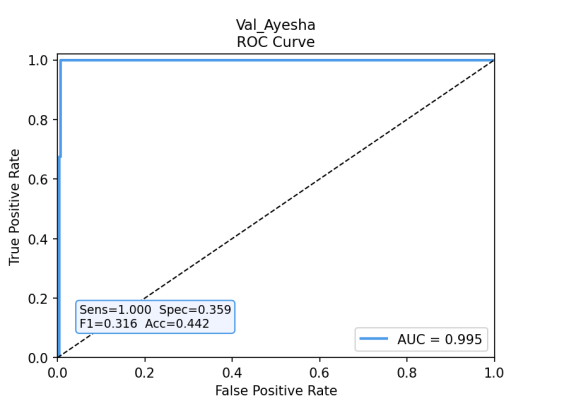 Val_Ayesha
ROC Curve
1.0
0.8
0.6
0.4
0.2
0.0
True Positive Rate
Sens=1.000 Spec=0.359
F1=0.316 Acc=0.442
AUC = 0.995
0.0 0.2 0.4 0.6 0.8 1.0
False Positive Rate